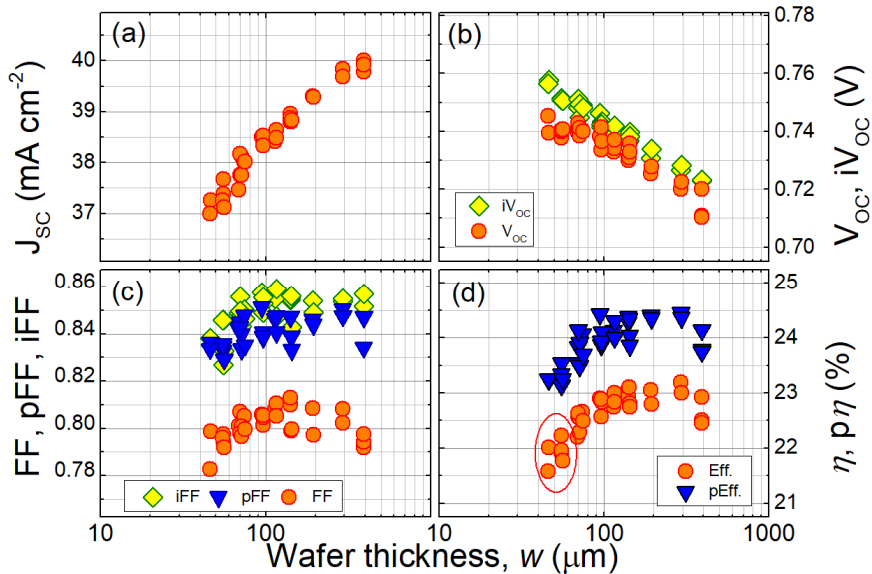 (a)
40
39
38
37
J_SC (mA cm⁻²)
(b)
0.78
0.76
0.74
0.72
0.70
V_OC, iV_OC (V)
iV_OC
V_OC
(c)
0.86
0.84
0.82
0.80
0.78
FF, pFF, iFF
iFF pFF FF
(d)
25
24
23
22
21
η, pη (%)
Eff.
pEff.
10 100 10 100 1000
Wafer thickness, w (μm)